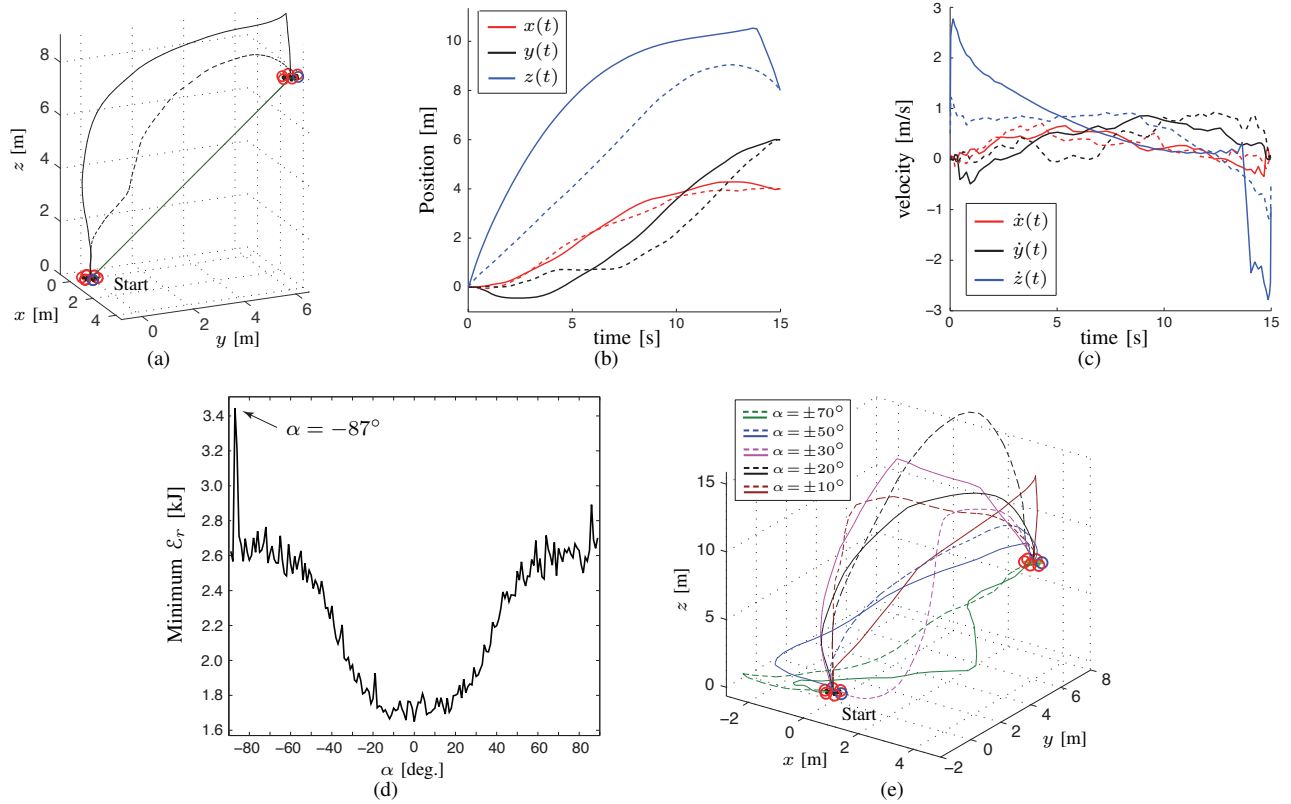 8
6
4
2
0
z [m]
0
2
4
x [m]
0
2
4
6
y [m]
Start
(a)
x(t)
y(t)
z(t)
10
8
6
4
2
0
Position [m]
0
5
10
15
time [s]
(b)
3
2
1
0
−1
−2
−3
velocity [m/s]
ẋ(t)
ẏ(t)
ż(t)
0
5
10
15
time [s]
(c)
3.4
3.2
3.0
2.8
2.6
2.4
2.2
2.0
1.8
1.6
Minimum ℰᵣ [kJ]
α = −87°
−80
−60
−40
−20
0
20
40
60
80
α [deg.]
(d)
α = ±70°
α = ±50°
α = ±30°
α = ±20°
α = ±10°
15
10
5
0
z [m]
Start
−2
0
2
4
x [m]
−2
0
2
4
6
8
y [m]
(e)